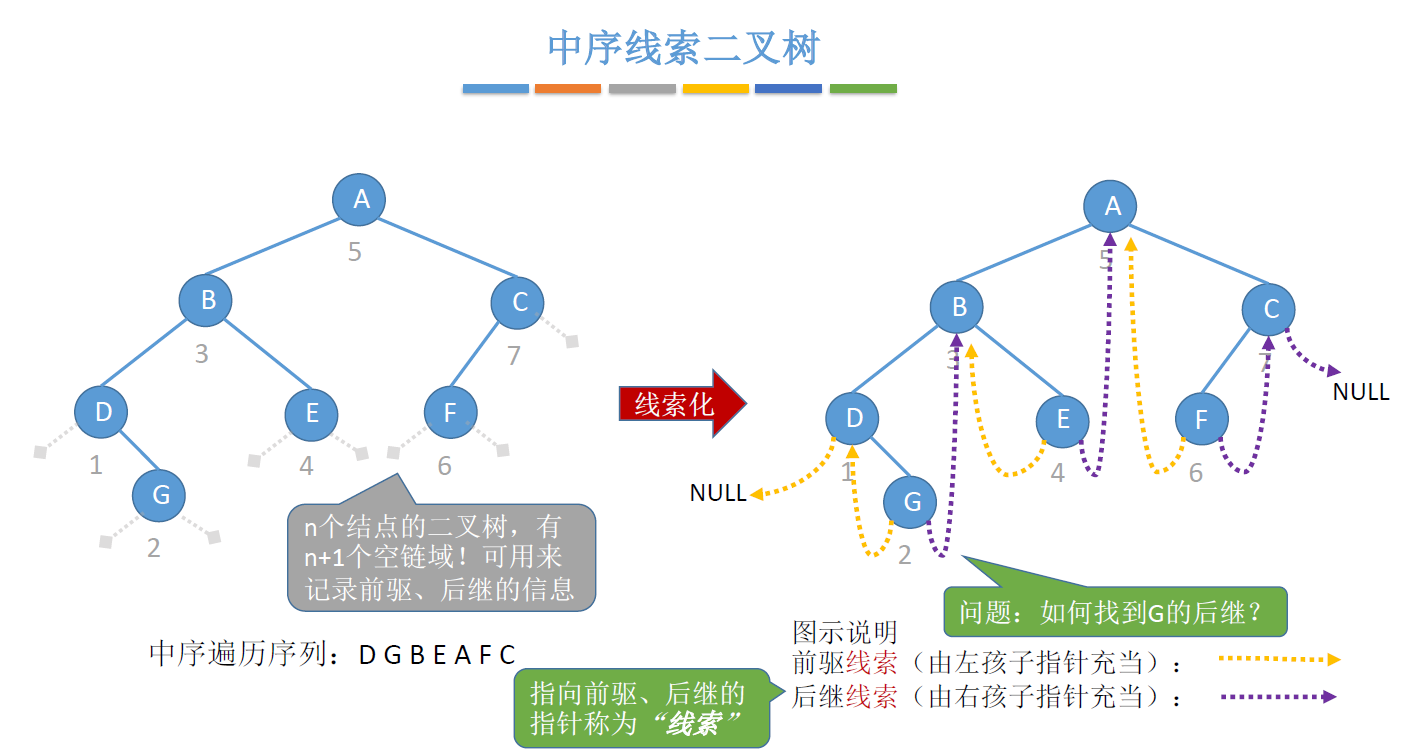 中序线索二叉树
A
5
B
C
3
7
D
E
F
1
4
6
G
2
n个结点的二叉树，有
n+1个空链域！可用来
记录前驱、后继的信息
中序遍历序列：D G B E A F C
线索化
A
5
B
C
3
7
NULL
D
E
F
1
4
6
NULL
G
2
问题：如何找到G的后继？
图示说明
前驱线索（由左孩子指针充当）：
后继线索（由右孩子指针充当）：
指向前驱、后继的
指针称为“线索”